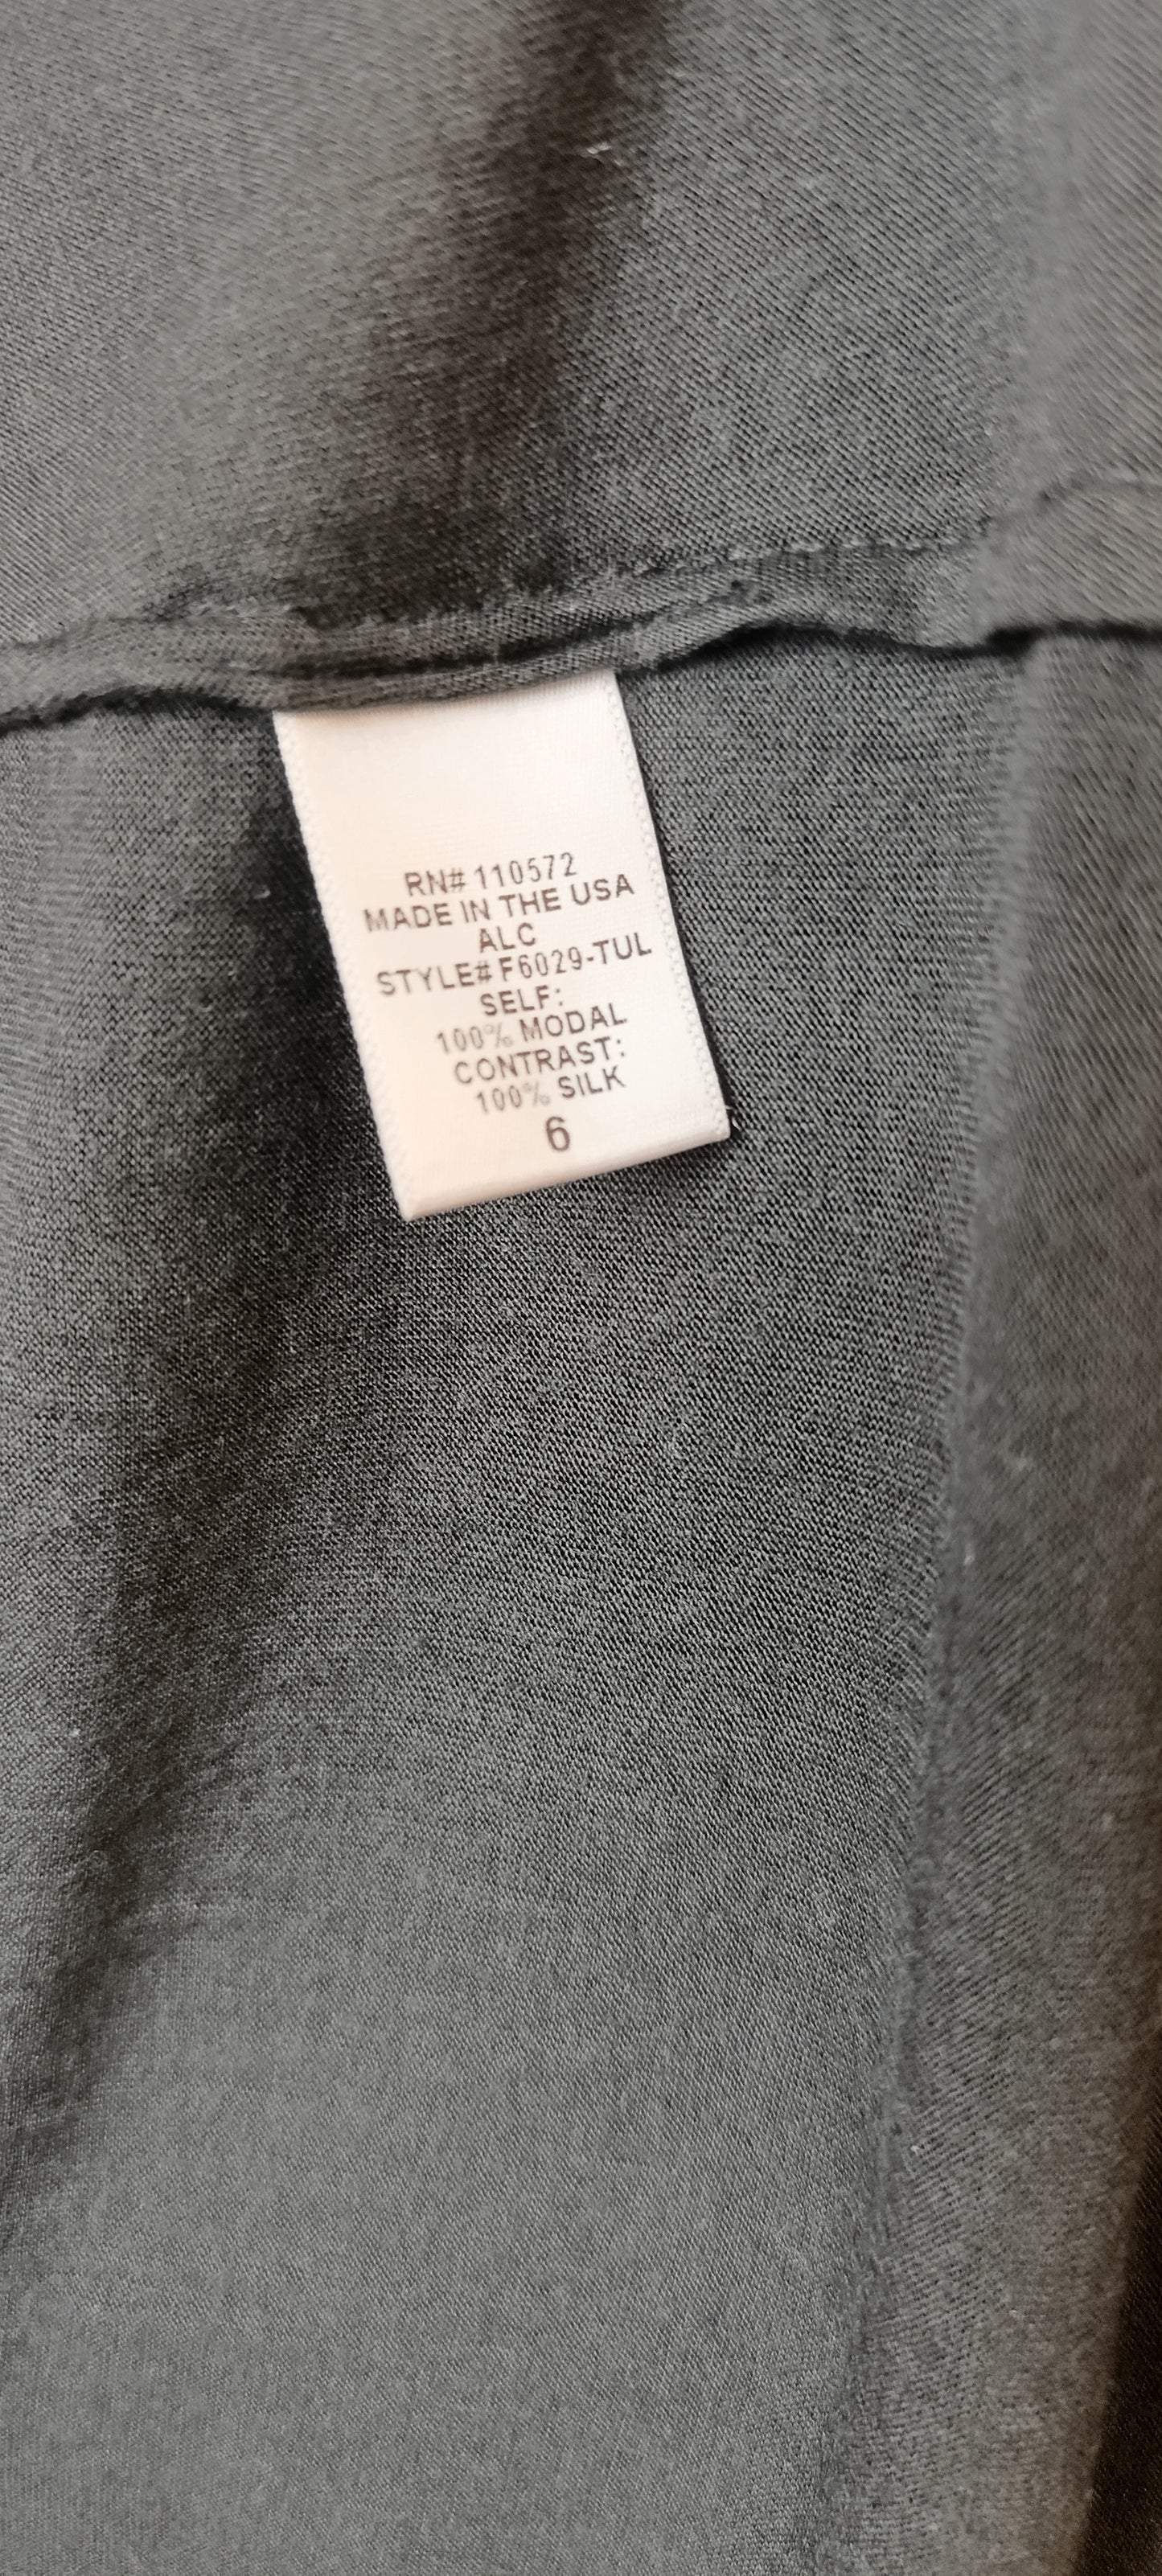 RN# 110572
MADE IN THE USA
ALC
STYLE# F6029-TUL
SELF:
100% MODAL
CONTRAST:
100% SILK
6